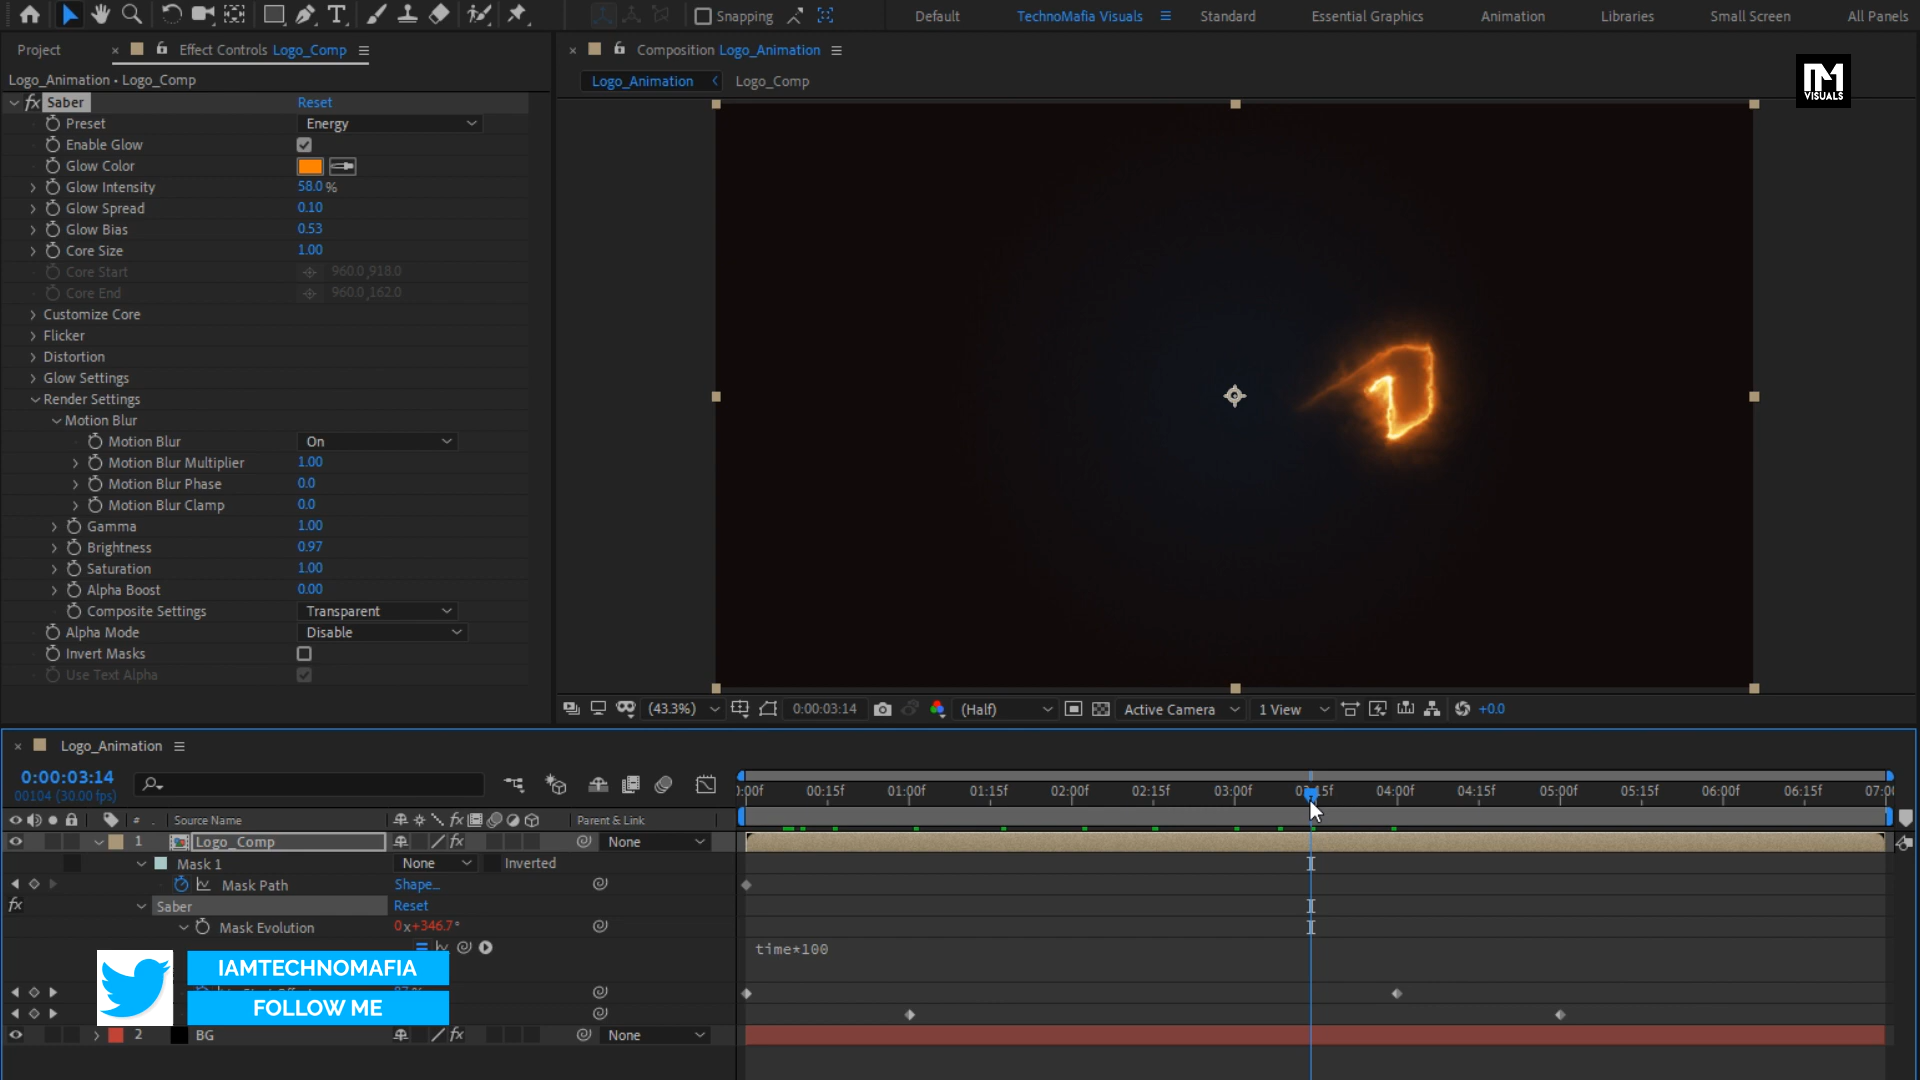 Snapping
Default
TechnoMafia Visuals
Standard
Essential Graphics
Animation
Libraries
Small Screen
All Panels
Project
Effect Controls Logo_Comp
Composition Logo_Animation
Logo_Animation • Logo_Comp
Logo_Animation
Logo_Comp
VISUALS
fx Saber Reset
Preset Energy
Enable Glow
Glow Color
Glow Intensity 58.0 %
Glow Spread 0.10
Glow Bias 0.53
Core Size 1.00
Core Start 960.0,918.0
Core End 960.0,162.0
Customize Core
Flicker
Distortion
Glow Settings
Render Settings
Motion Blur
Motion Blur On
Motion Blur Multiplier 1.00
Motion Blur Phase 0.0
Motion Blur Clamp 0.0
Gamma 1.00
Brightness 0.97
Saturation 1.00
Alpha Boost 0.00
Composite Settings Transparent
Alpha Mode Disable
Invert Masks
Use Text Alpha
(43.3%)
0:00:03:14
(Half)
Active Camera
1 View
+0.0
Logo_Animation
0:00:03:14
00104 (30.00 fps)
00:15f 01:00f 01:15f 02:00f 02:15f 03:00f 04:00f 04:15f 05:00f 05:15f 06:00f 06:15f
# Source Name
Parent & Link
1 Logo_Comp fx None
Mask 1 None Inverted
Mask Path Shape...
fx Saber Reset
Mask Evolution 0x+346.7°
time*100
IAMTECHNOMAFIA
FOLLOW ME
2 BG fx None